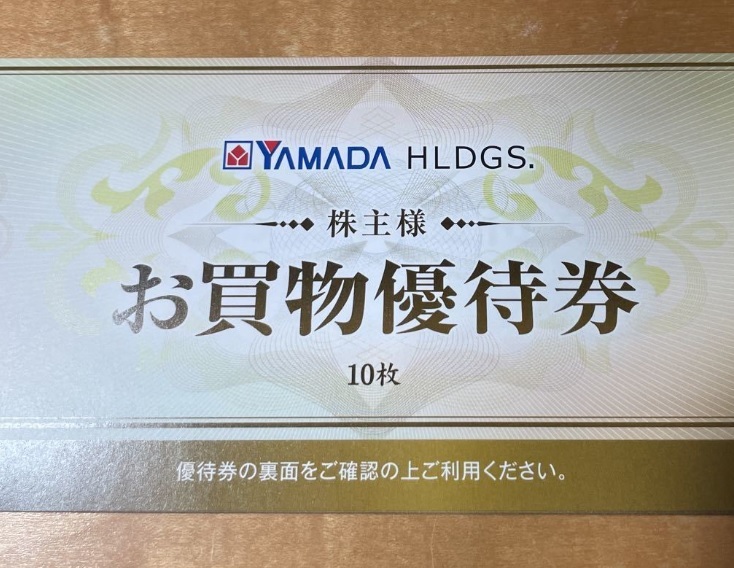 YAMADA HLDGS.
株主様
お買物優待券
10枚
優待券の裏面をご確認の上ご利用ください。